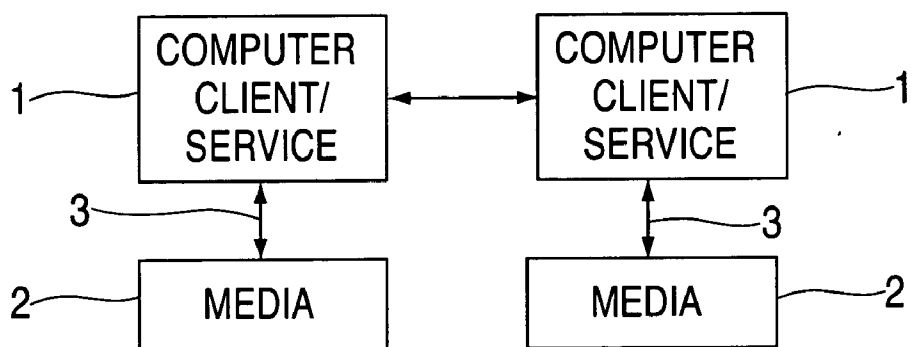 COMPUTER
CLIENT/
SERVICE
COMPUTER
CLIENT/
SERVICE
1
1
3
3
2
MEDIA
MEDIA
2